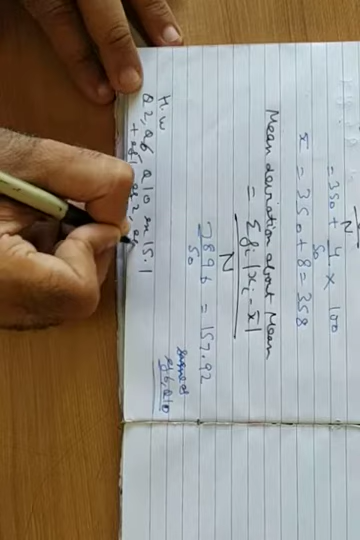 = 350 + 4/50 × 100
N
x̄ = 350 + 8 = 358
Mean deviation about Mean
= Σfi |xi - x̄|
N
7896/50 = 157.92
H.W
Q2, Q6 Q10 en 15.1